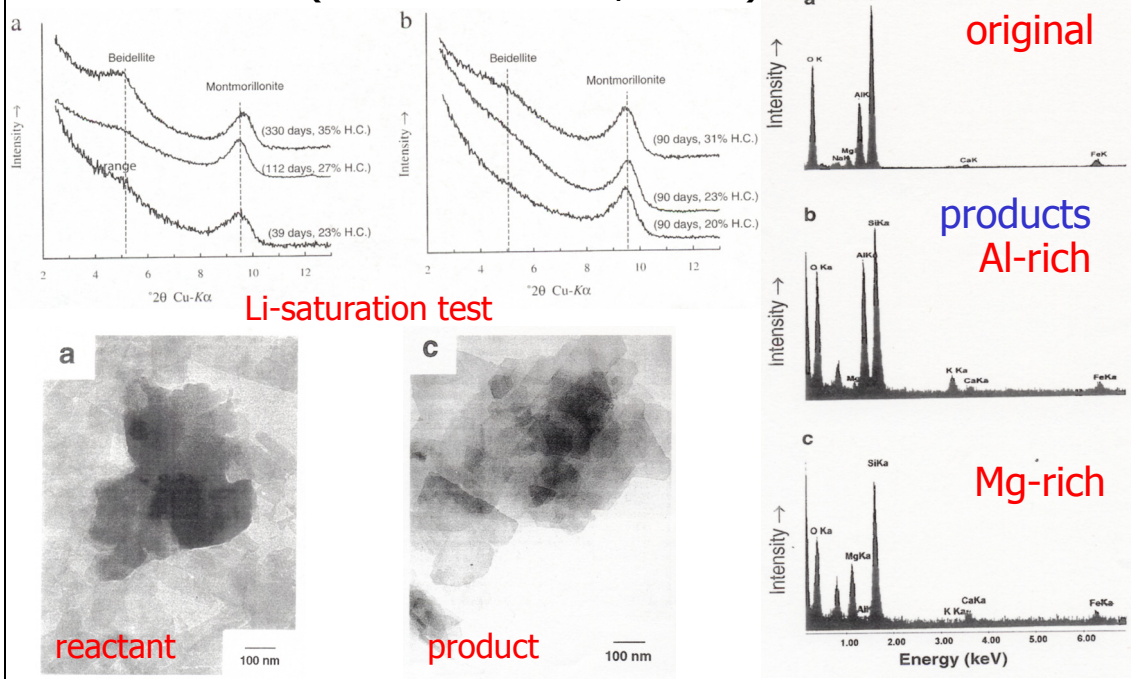 a
Intensity →
Beidellite
Montmorillonite
(330 days, 35% H.C.)
(112 days, 27% H.C.)
range
(39 days, 23% H.C.)
2 4 6 8 10 12
°2θ Cu-Kα
b
Intensity →
Beidellite
Montmorillonite
(90 days, 31% H.C.)
(90 days, 23% H.C.)
(90 days, 20% H.C.)
2 4 6 8 10 12
°2θ Cu-Kα
Li-saturation test
a
reactant
100 nm
c
product
100 nm
a
original
Intensity →
O K
NaK
CaK
FeK
b
products
Al-rich
Intensity →
O Ka
SiKa
K Ka
CaKa
FeKa
c
Mg-rich
Intensity →
O Ka
MgKa
SiKa
K Ka
CaKa
FeKa
1.00 2.00 3.00 4.00 5.00 6.00
Energy (keV)